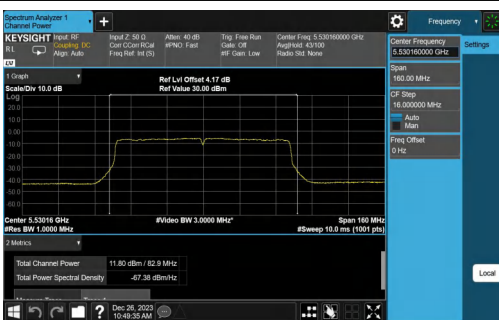 Spectrum Analyzer 1
Channel Power
Frequency
KEYSIGHT
Input: RF
Coupling: DC
Align: Auto
Input Z: 50 Ω
Corr CCorr RCal
Freq Ref: Int (S)
Atten: 40 dB
#PNO: Fast
Trig: Free Run
Gate: Off
#IF Gain: Low
Center Freq: 5.530160000 GHz
Avg|Hold: 43/100
Radio Std: None
RL
Center Frequency
5.530160000 GHz
Settings
Span
160.00 MHz
CF Step
16.000000 MHz
Auto
Man
Freq Offset
0 Hz
1 Graph
Scale/Div 10.0 dB
Ref Lvl Offset 4.17 dB
Ref Value 30.00 dBm
Log
20.0
10.0
0.00
-10.0
-20.0
-30.0
-40.0
-50.0
-60.0
Center 5.53016 GHz
#Res BW 1.0000 MHz
#Video BW 3.0000 MHz*
Span 160 MHz
#Sweep 10.0 ms (1001 pts)
2 Metrics
Total Channel Power
11.80 dBm / 82.9 MHz
Total Power Spectral Density
-67.38 dBm/Hz
Local
Dec 26, 2023
10:49:35 AM